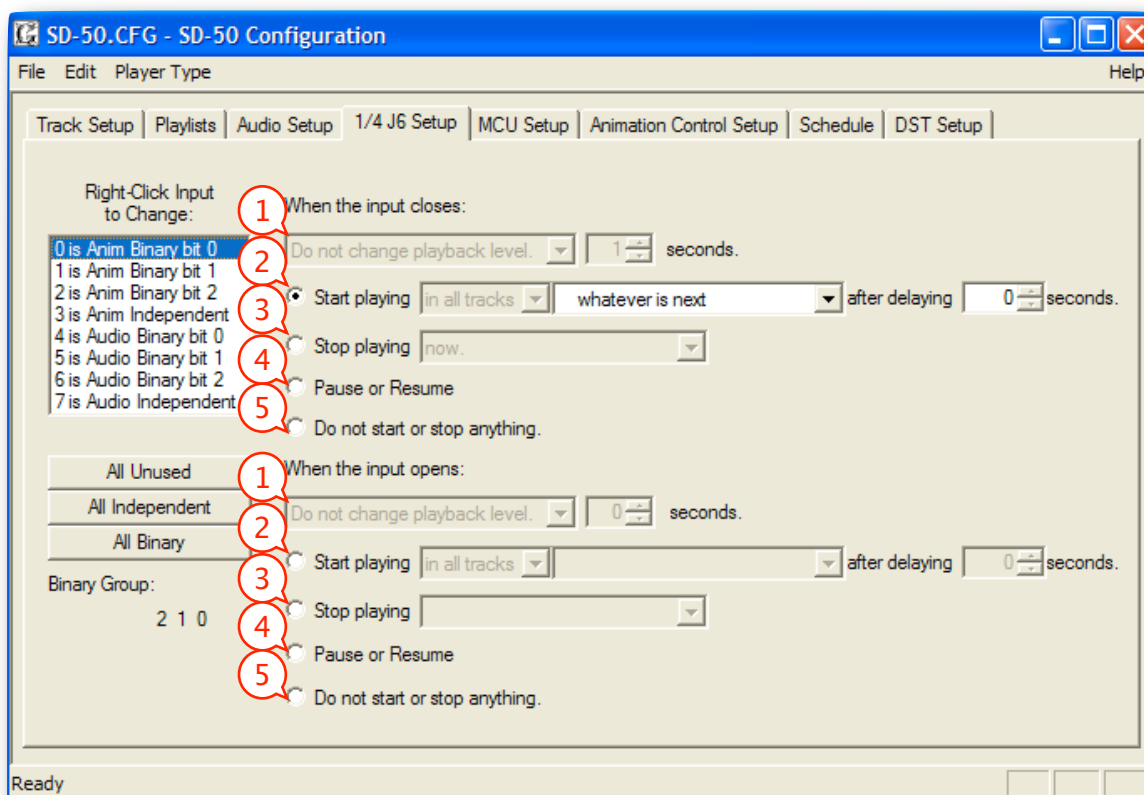 SD-50.CFG - SD-50 Configuration
File Edit Player Type Help
Track Setup Playlists Audio Setup 1/4 J6 Setup MCU Setup Animation Control Setup Schedule DST Setup
Right-Click Input
to Change:
0 is Anim Binary bit 0
1 is Anim Binary bit 1
2 is Anim Binary bit 2
3 is Anim Independent
4 is Audio Binary bit 0
5 is Audio Binary bit 1
6 is Audio Binary bit 2
7 is Audio Independent
All Unused
All Independent
All Binary
Binary Group:
2 1 0
1 When the input closes:
Do not change playback level. 1 seconds.
2
Start playing in all tracks whatever is next after delaying 0 seconds.
3
Stop playing now.
4
Pause or Resume
5
Do not start or stop anything.
1 When the input opens:
Do not change playback level. 0 seconds.
2
Start playing in all tracks after delaying 0 seconds.
3
Stop playing
4
Pause or Resume
5
Do not start or stop anything.
Ready